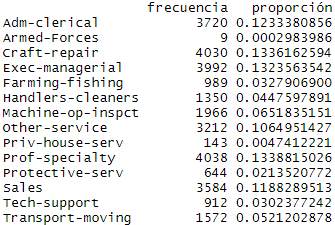 frecuencia proporción
Adm-clerical 3720 0.1233380856
Armed-Forces 9 0.0002983986
Craft-repair 4030 0.1336162594
Exec-managerial 3992 0.1323563542
Farming-fishing 989 0.0327906900
Handlers-cleaners 1350 0.0447597891
Machine-op-inspct 1966 0.0651835151
Other-service 3212 0.1064951427
Priv-house-serv 143 0.0047412221
Prof-specialty 4038 0.1338815026
Protective-serv 644 0.0213520772
Sales 3584 0.1188289513
Tech-support 912 0.0302377242
Transport-moving 1572 0.0521202878